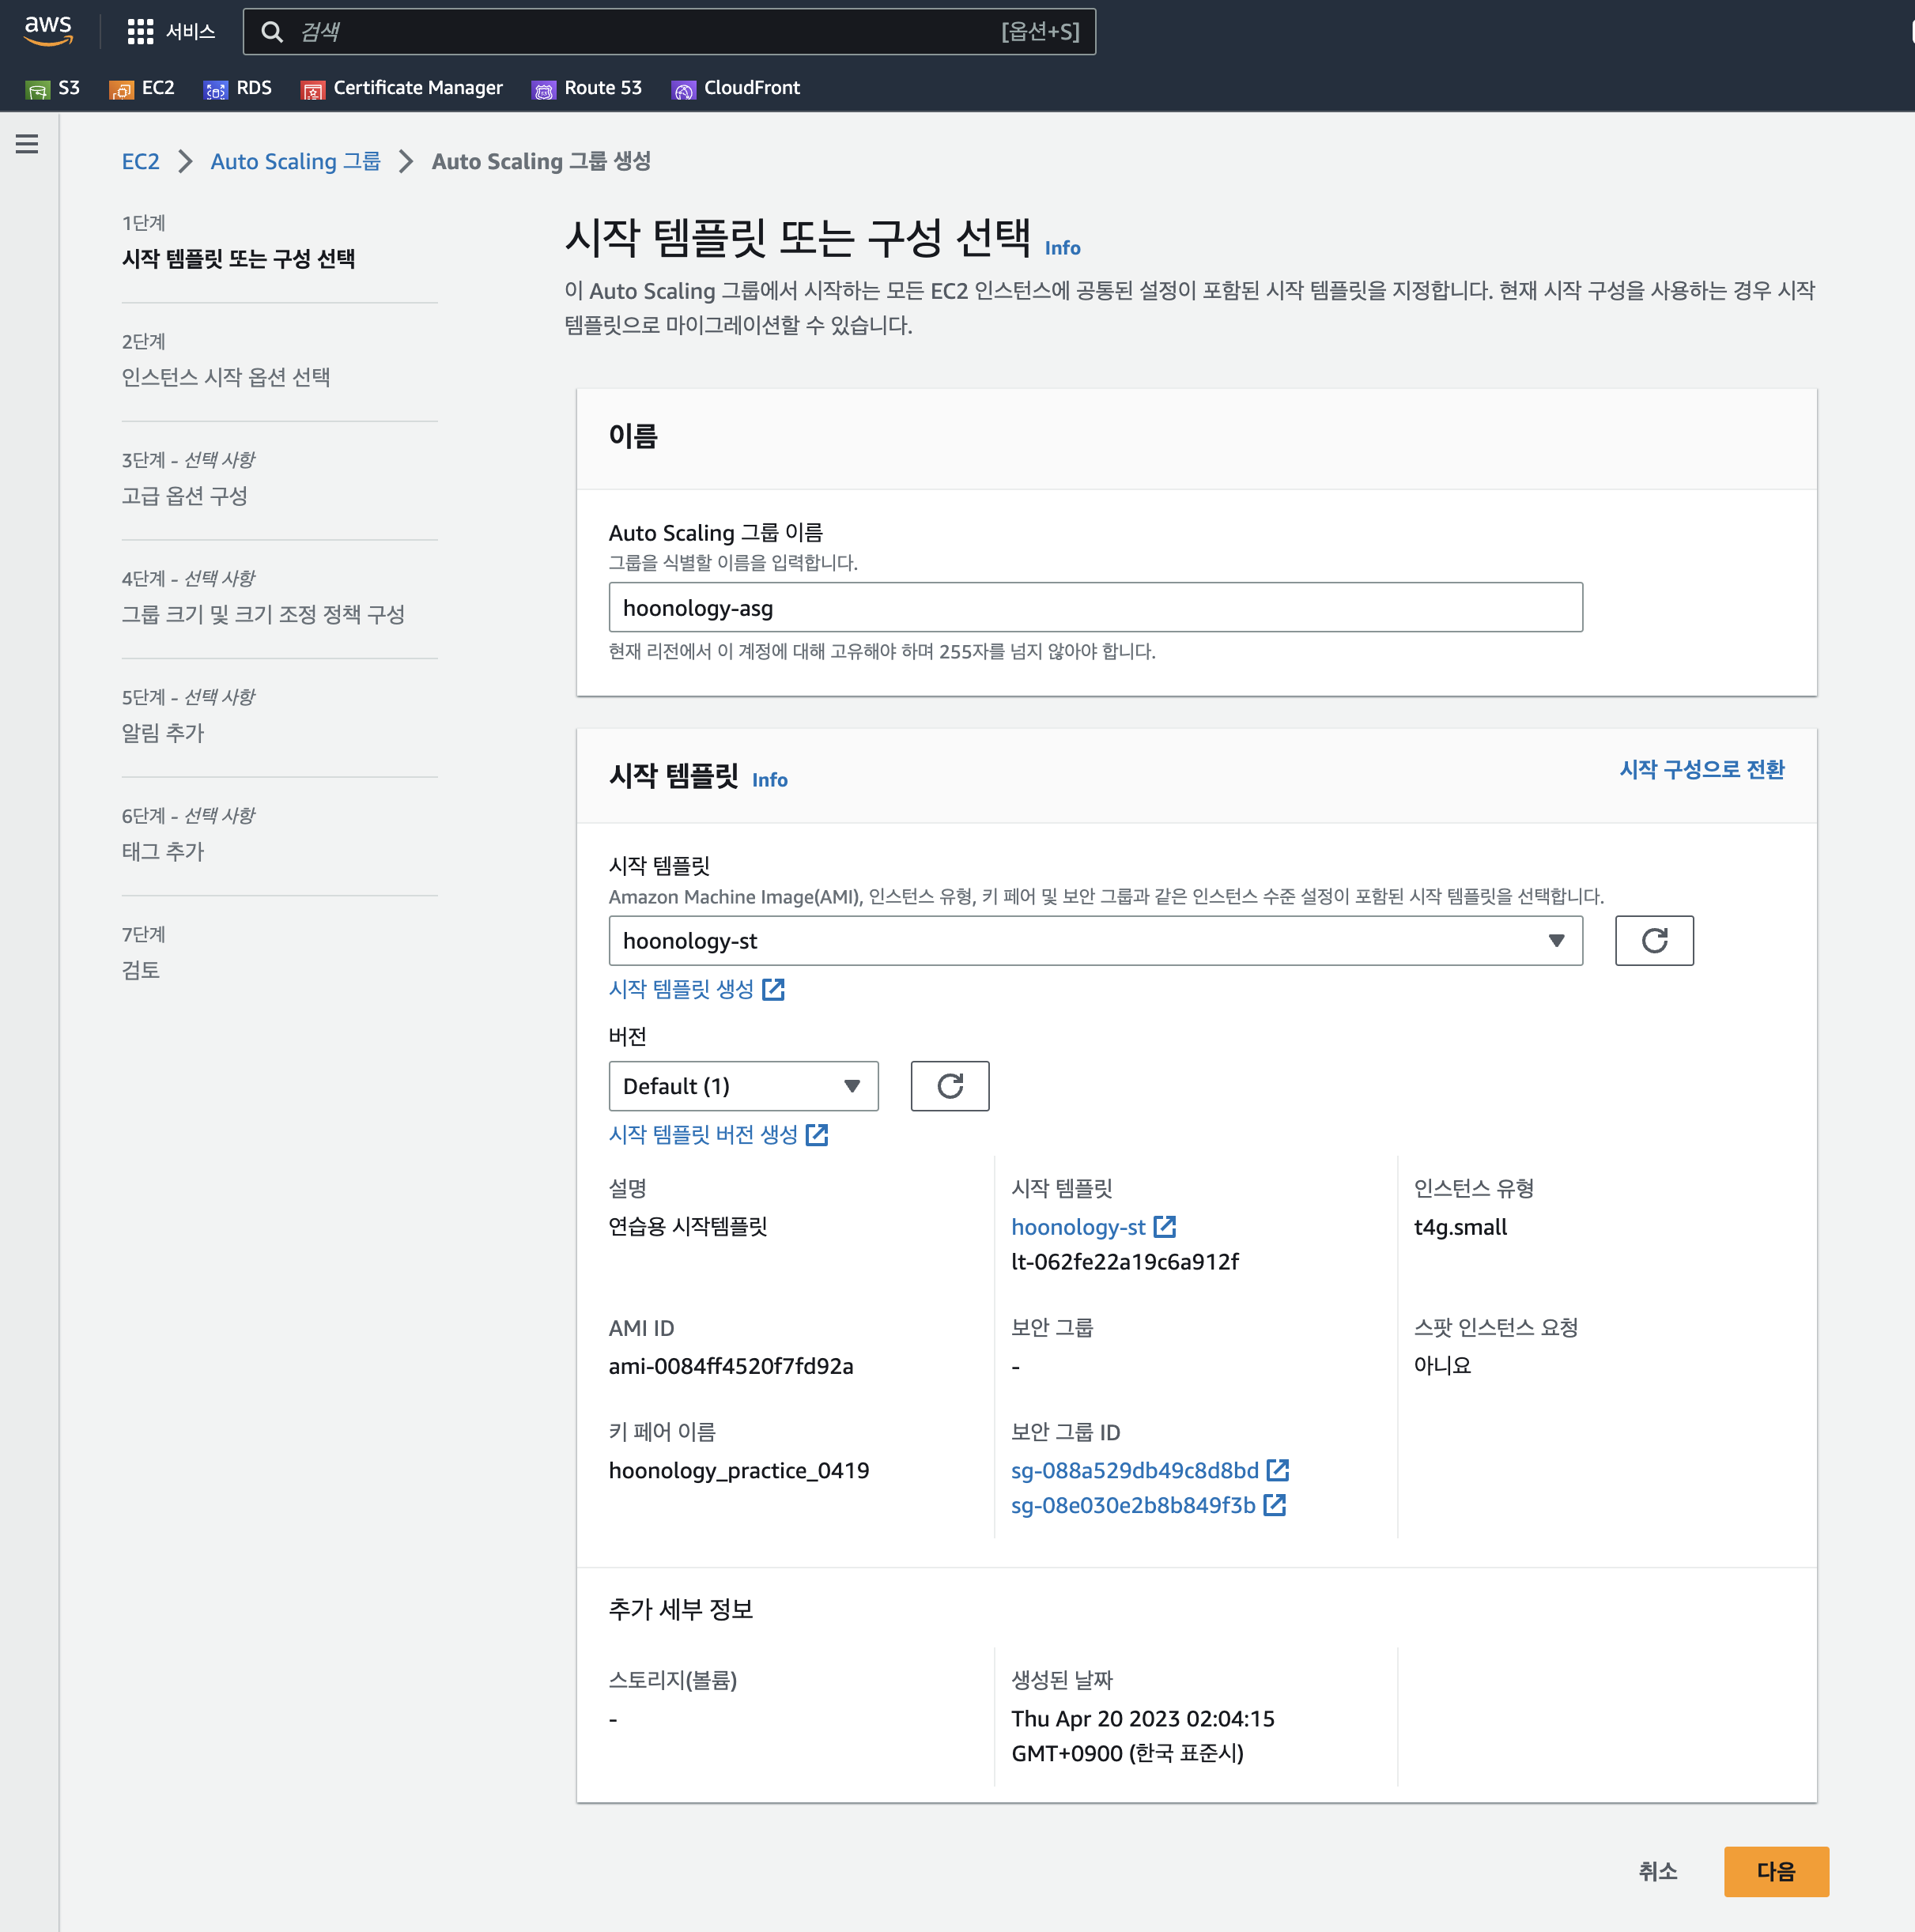 aws
서비스
검색
[옵션+S]
S3
EC2
RDS
Certificate Manager
Route 53
CloudFront
EC2
Auto Scaling 그룹
Auto Scaling 그룹 생성
1단계
시작 템플릿 또는 구성 선택
2단계
인스턴스 시작 옵션 선택
3단계 - 선택 사항
고급 옵션 구성
4단계 - 선택 사항
그룹 크기 및 크기 조정 정책 구성
5단계 - 선택 사항
알림 추가
6단계 - 선택 사항
태그 추가
7단계
검토
시작 템플릿 또는 구성 선택 Info
이 Auto Scaling 그룹에서 시작하는 모든 EC2 인스턴스에 공통된 설정이 포함된 시작 템플릿을 지정합니다. 현재 시작 구성을 사용하는 경우 시작
템플릿으로 마이그레이션할 수 있습니다.
이름
Auto Scaling 그룹 이름
그룹을 식별할 이름을 입력합니다.
hoonology-asg
현재 리전에서 이 계정에 대해 고유해야 하며 255자를 넘지 않아야 합니다.
시작 템플릿 Info
시작 구성으로 전환
시작 템플릿
Amazon Machine Image(AMI), 인스턴스 유형, 키 페어 및 보안 그룹과 같은 인스턴스 수준 설정이 포함된 시작 템플릿을 선택합니다.
hoonology-st
시작 템플릿 생성
버전
Default (1)
시작 템플릿 버전 생성
설명
연습용 시작템플릿
시작 템플릿
hoonology-st
lt-062fe22a19c6a912f
인스턴스 유형
t4g.small
AMI ID
ami-0084ff4520f7fd92a
보안 그룹
-
스팟 인스턴스 요청
아니요
키 페어 이름
hoonology_practice_0419
보안 그룹 ID
sg-088a529db49c8d8bd
sg-08e030e2b8b849f3b
추가 세부 정보
스토리지(볼륨)
-
생성된 날짜
Thu Apr 20 2023 02:04:15
GMT+0900 (한국 표준시)
취소
다음